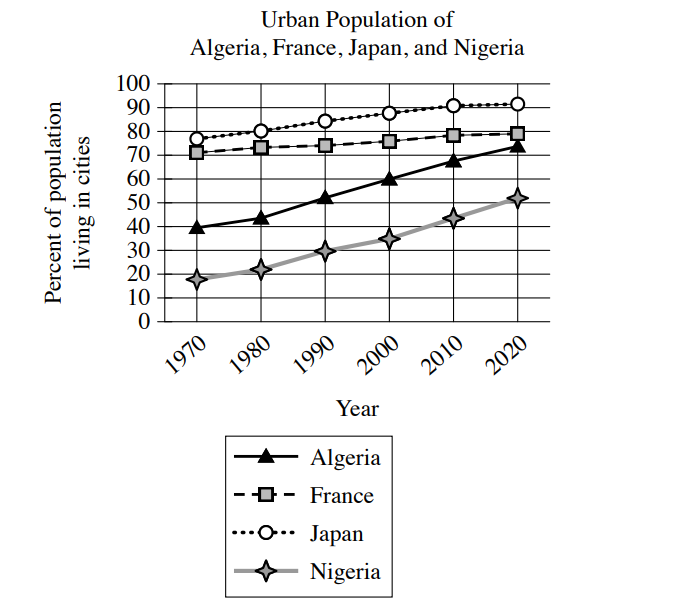 Urban Population of
Algeria, France, Japan, and Nigeria
Percent of population
living in cities
100
90
80
70
60
50
40
30
20
10
0
1970
1980
1990
2000
2010
2020
Year
Algeria
France
Japan
Nigeria